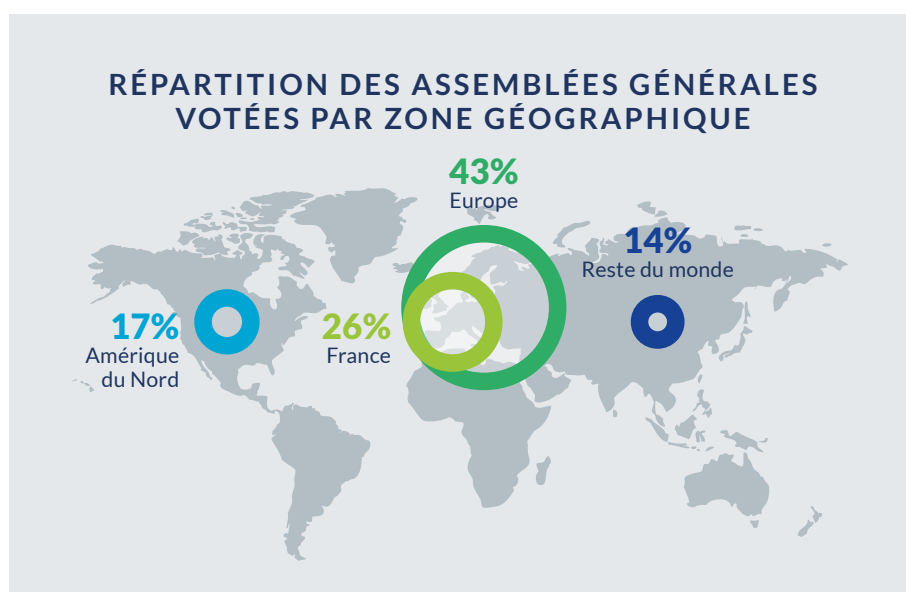 RÉPARTITION DES ASSEMBLÉES GÉNÉRALES
VOTÉES PAR ZONE GÉOGRAPHIQUE
43%
Europe
14%
Reste du monde
17%
Amérique
du Nord
26%
France